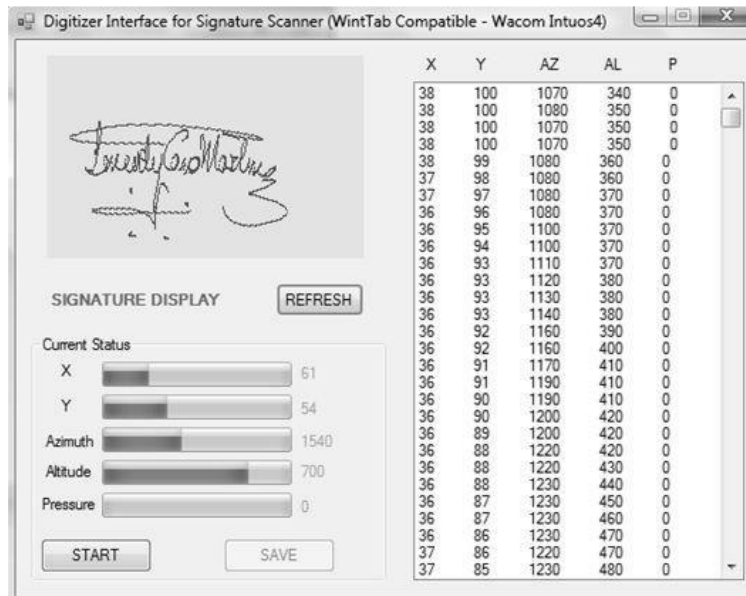 Digitizer Interface for Signature Scanner (WintTab Compatible - Wacom Intuos4)
SIGNATURE DISPLAY REFRESH
Current Status
X 61
Y 54
Azimuth 1540
Altitude 700
Pressure 0
START SAVE
X Y AZ AL P
38 100 1070 340 0
38 100 1080 350 0
38 100 1070 350 0
38 100 1070 350 0
38 99 1080 360 0
37 98 1080 360 0
37 97 1080 370 0
36 96 1080 370 0
36 95 1100 370 0
36 94 1100 370 0
36 93 1110 370 0
36 93 1120 380 0
36 93 1130 380 0
36 93 1140 380 0
36 92 1160 390 0
36 92 1160 400 0
36 91 1170 410 0
36 91 1190 410 0
36 90 1190 410 0
36 90 1200 420 0
36 89 1200 420 0
36 88 1220 420 0
36 88 1220 430 0
36 88 1230 440 0
36 87 1230 450 0
36 87 1230 460 0
36 86 1230 470 0
37 86 1220 470 0
37 85 1230 480 0